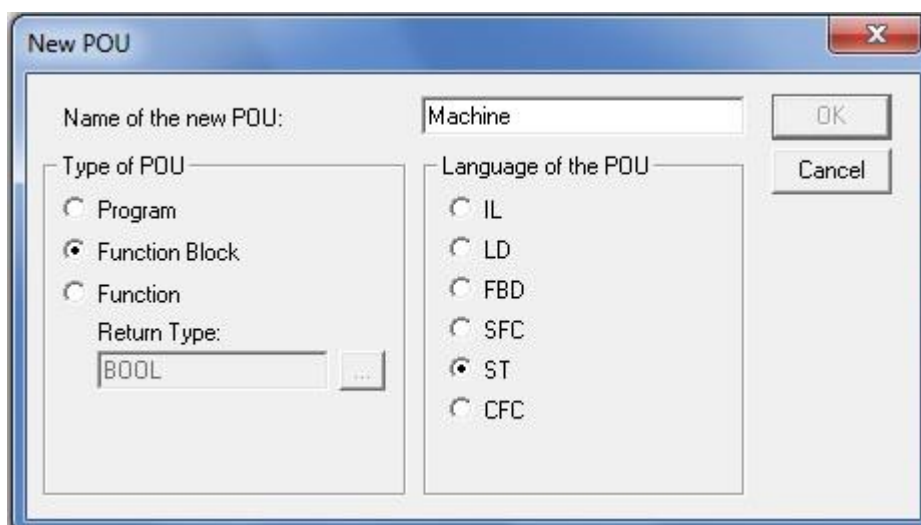 New POU
Name of the new POU:
Machine
OK
Cancel
Type of POU
Program
Function Block
Function
Return Type:
BOOL
...
Language of the POU
IL
LD
FBD
SFC
ST
CFC